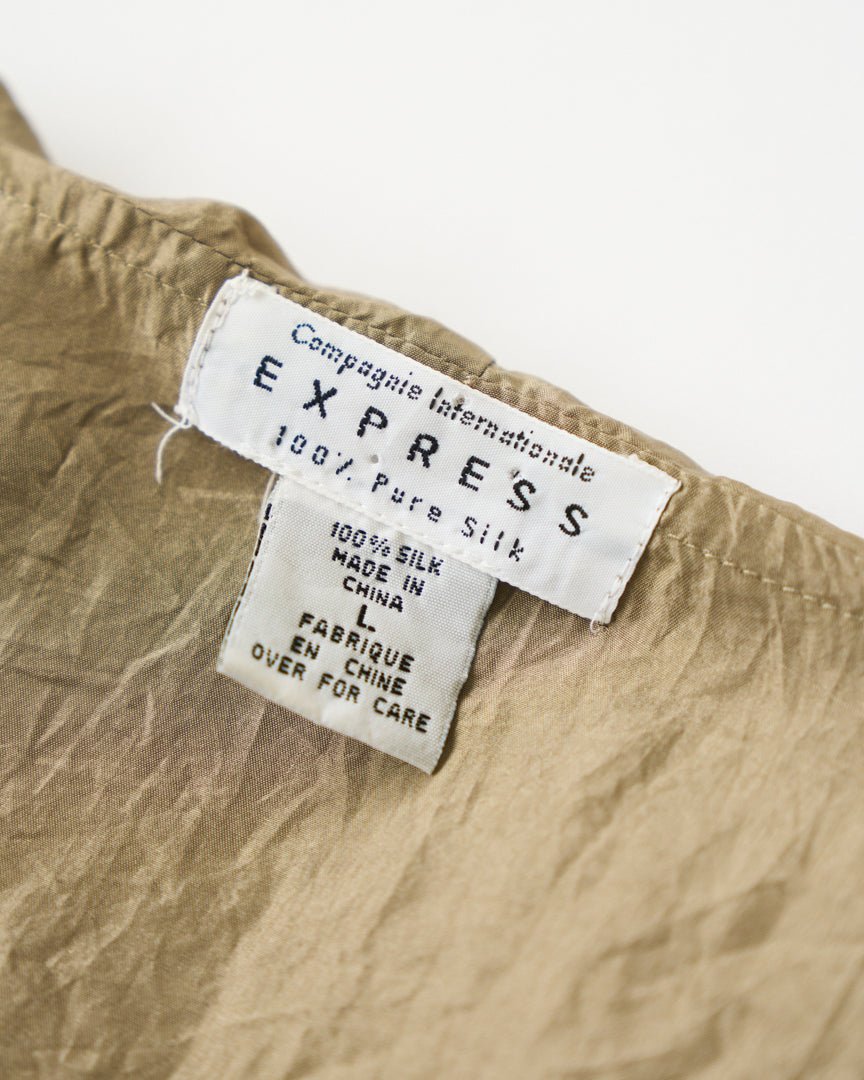 Compagnie Internationale
EXPRESS
100% Pure Silk
100% SILK
MADE IN
CHINA
L
FABRIQUE
EN CHINE
OVER FOR CARE